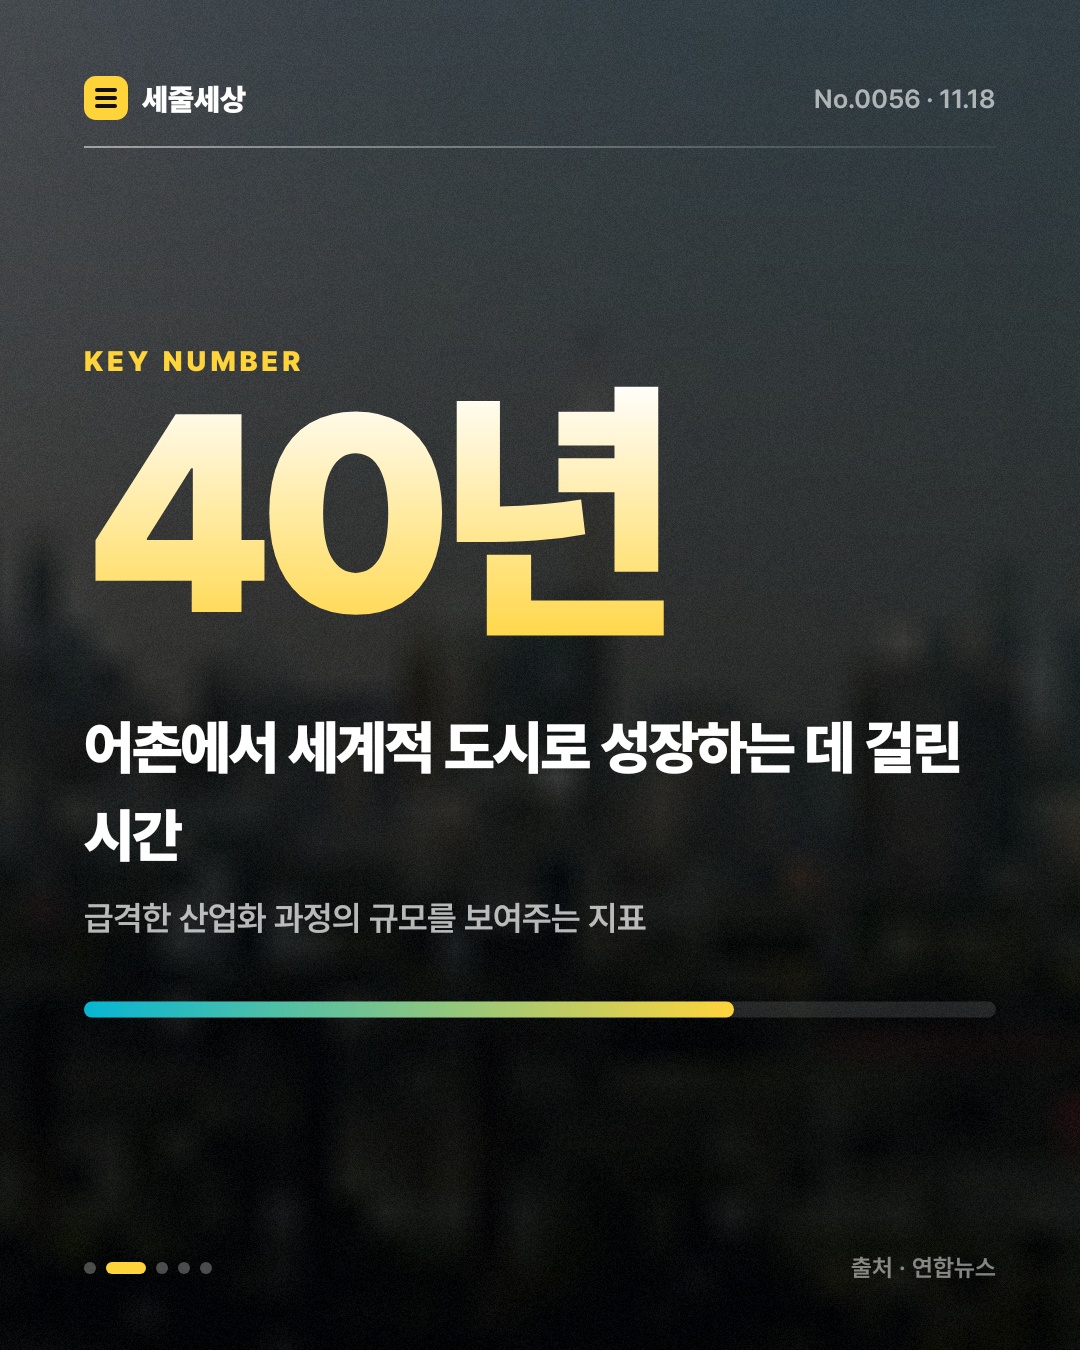 세줄세상
No.0056 · 11.18
KEY NUMBER
40년
어촌에서 세계적 도시로 성장하는 데 걸린
시간
급격한 산업화 과정의 규모를 보여주는 지표
출처 · 연합뉴스